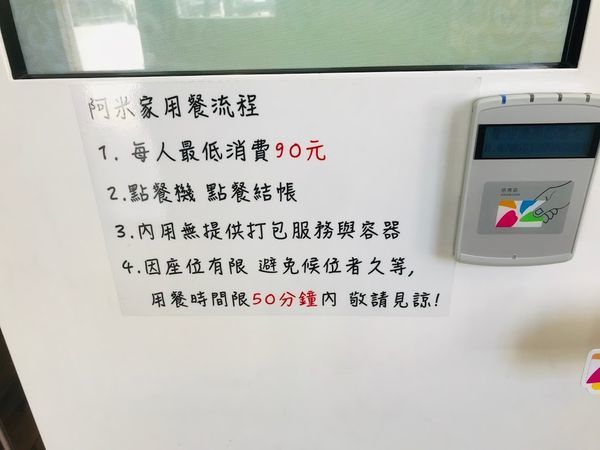 阿米家用餐流程
1. 每人最低消費90元
2.點餐機 點餐結帳
3.內用無提供打包服務與容器
4.因座位有限 避免候位者久等,
用餐時間限50分鐘內 敬請見諒!